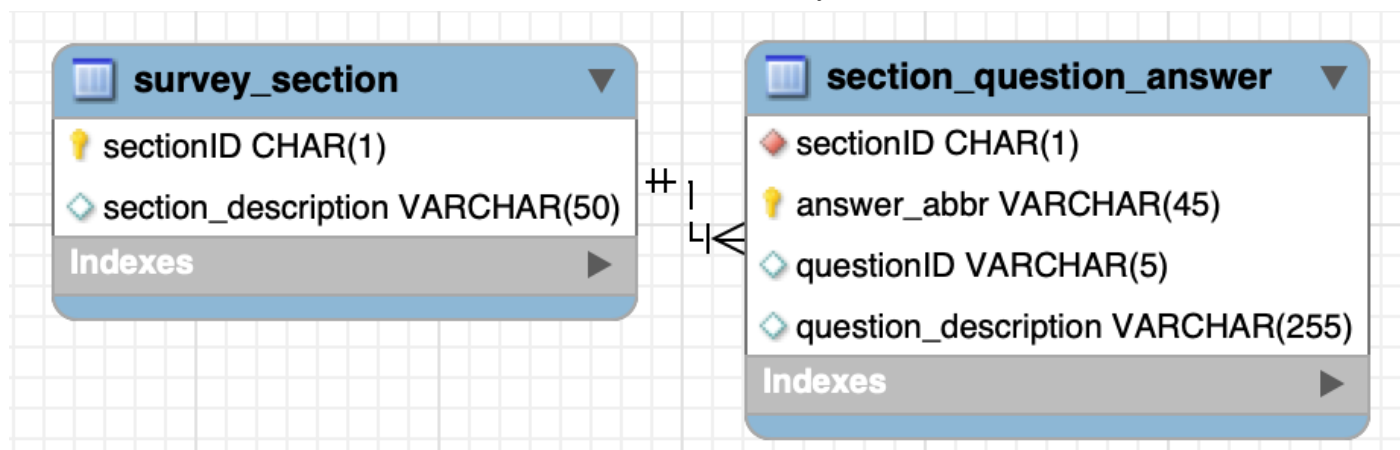 survey_section
sectionID CHAR(1)
section_description VARCHAR(50)
Indexes
section_question_answer
sectionID CHAR(1)
answer_abbr VARCHAR(45)
questionID VARCHAR(5)
question_description VARCHAR(255)
Indexes